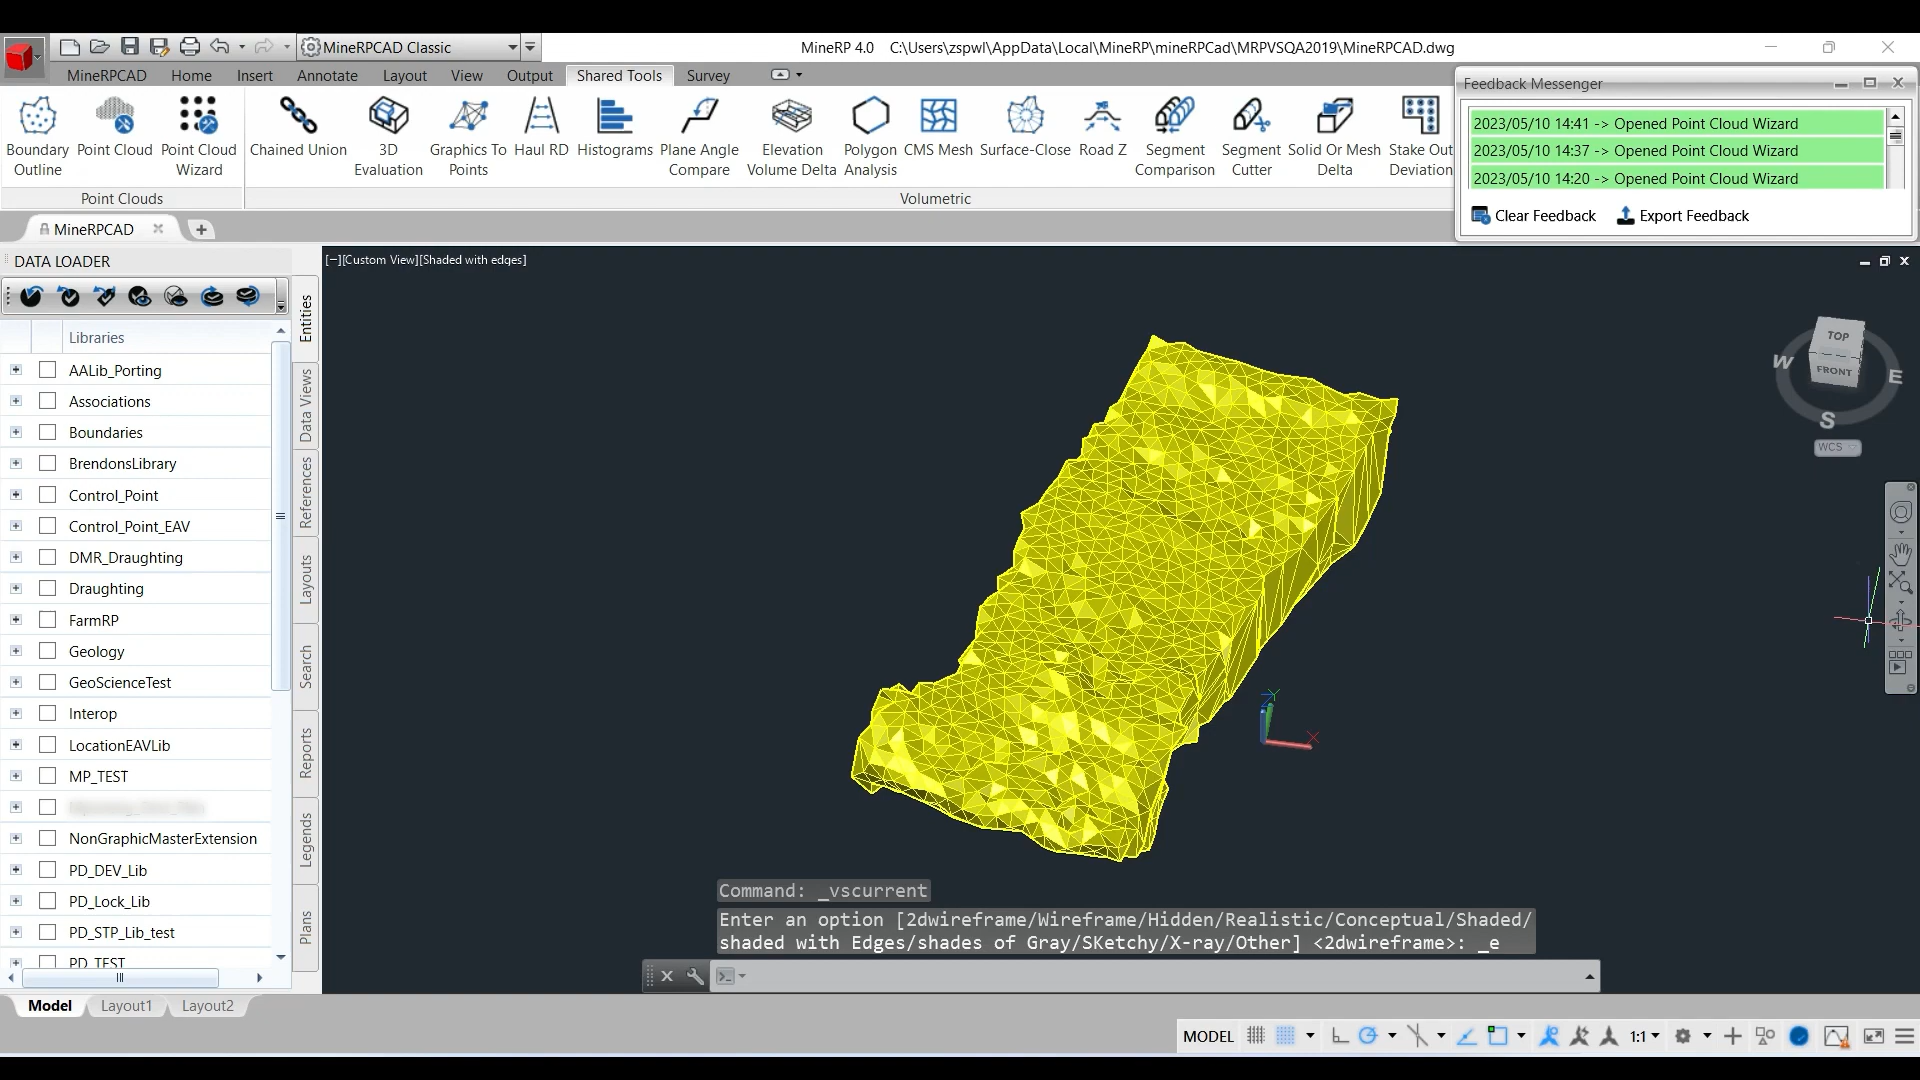 MineRPCAD Classic
MineRP 4.0 C:\Users\zspwl\AppData\Local\MineRP\mineRPCad\MRPVSQA2019\MineRPCAD.dwg
MineRPCAD Home Insert Annotate Layout View Output Shared Tools Survey
Feedback Messenger
2023/05/10 14:41 -> Opened Point Cloud Wizard
2023/05/10 14:37 -> Opened Point Cloud Wizard
2023/05/10 14:20 -> Opened Point Cloud Wizard
Clear Feedback Export Feedback
Boundary Outline
Point Cloud
Point Cloud Wizard
Chained Union
3D Evaluation
Graphics To Points
Haul RD
Histograms
Plane Angle Compare
Elevation Volume Delta
Polygon Analysis
CMS Mesh
Surface-Close
Road Z
Segment Comparison
Segment Cutter
Solid Or Mesh Delta
Stake Out Deviation
Point Clouds
Volumetric
MineRPCAD
DATA LOADER
Libraries
AALib_Porting
Associations
Boundaries
BrendonsLibrary
Control_Point
Control_Point_EAV
DMR_Draughting
Draughting
FarmRP
Geology
GeoScienceTest
Interop
LocationEAVLib
MP_TEST
NonGraphicMasterExtension
PD_DEV_Lib
PD_Lock_Lib
PD_STP_Lib_test
PD_TEST
Entities
Data Views
References
Layouts
Search
Reports
Legends
Plans
[−][Custom View][Shaded with edges]
TOP
FRONT
W
E
S
WCS
Z
Y
X
Command: _vscurrent
Enter an option [2dwireframe/Wireframe/Hidden/Realistic/Conceptual/Shaded/
shaded with Edges/shades of Gray/SKetchy/X-ray/Other] <2dwireframe>: _e
Model Layout1 Layout2
MODEL
1:1